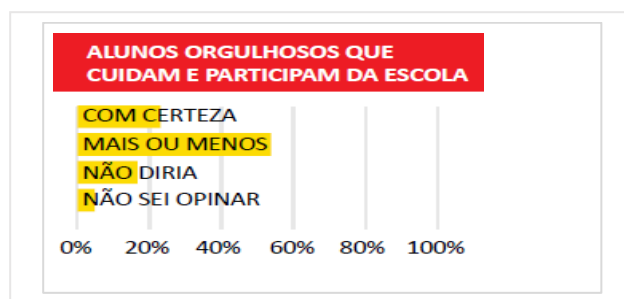 ALUNOS ORGULHOSOS QUE
CUIDAM E PARTICIPAM DA ESCOLA
COM CERTEZA
MAIS OU MENOS
NÃO DIRIA
NÃO SEI OPINAR
0% 20% 40% 60% 80% 100%